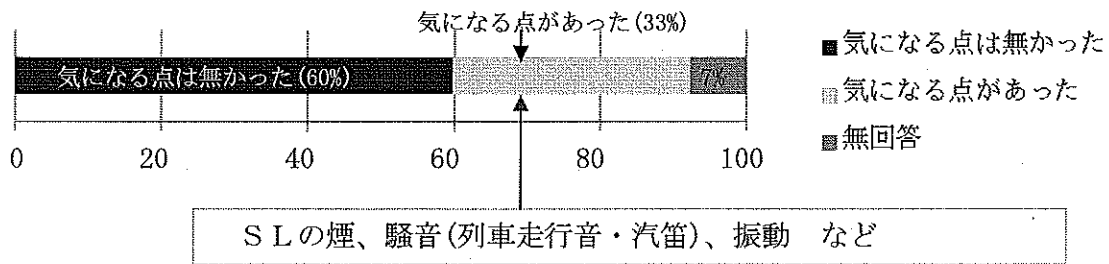 気になる点があった(33%)
気になる点は無かった(60%)
7%
■気になる点は無かった
■気になる点があった
■無回答
0 20 40 60 80 100
ＳＬの煙、騒音(列車走行音・汽笛)、振動　など